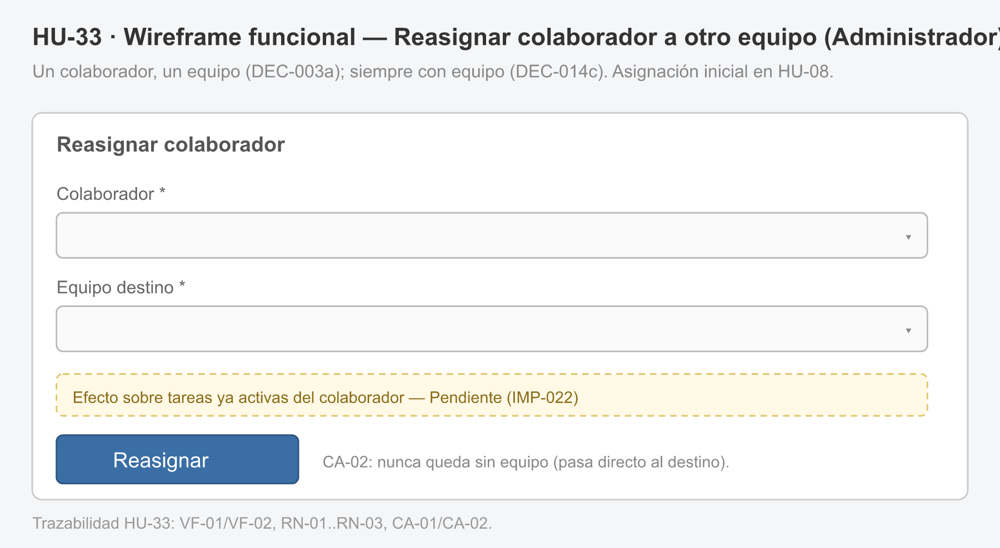 HU-33 · Wireframe funcional — Reasignar colaborador a otro equipo (Administrador)
Un colaborador, un equipo (DEC-003a); siempre con equipo (DEC-014c). Asignación inicial en HU-08.
Reasignar colaborador
Colaborador *
Equipo destino *
Efecto sobre tareas ya activas del colaborador — Pendiente (IMP-022)
Reasignar
CA-02: nunca queda sin equipo (pasa directo al destino).
Trazabilidad HU-33: VF-01/VF-02, RN-01..RN-03, CA-01/CA-02.